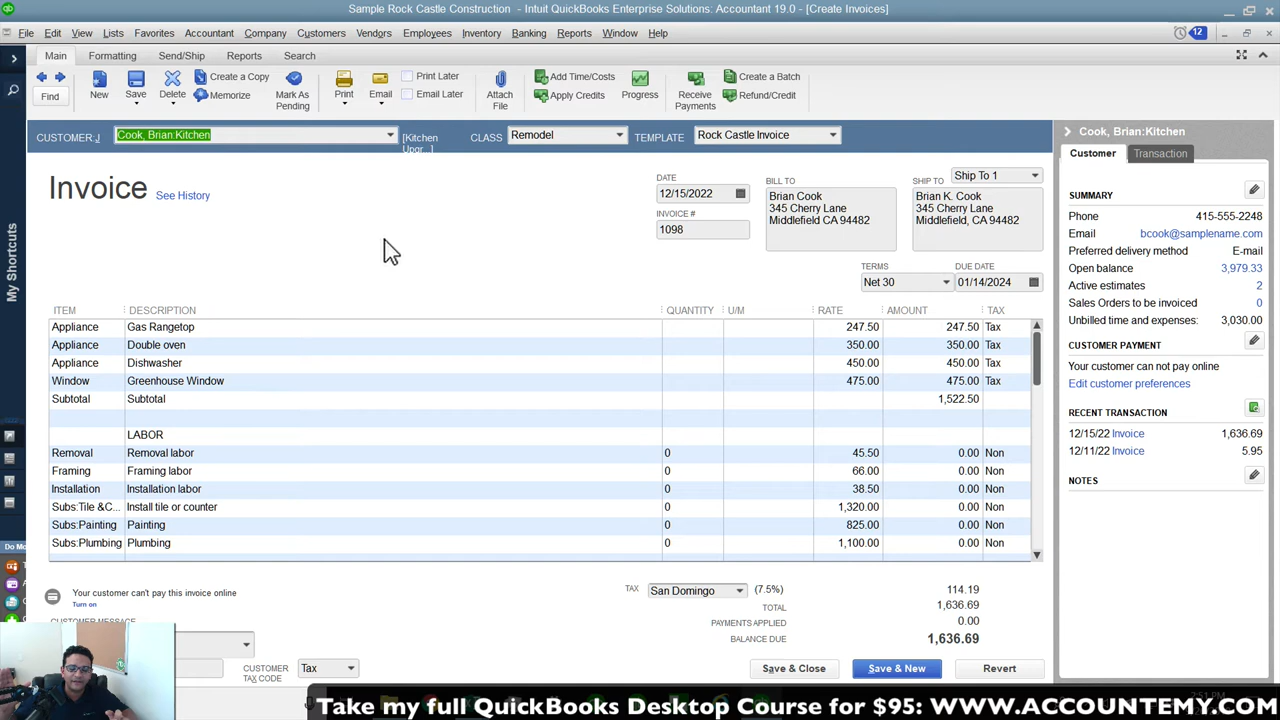 Sample Rock Castle Construction - Intuit QuickBooks Enterprise Solutions: Accountant 19.0 - [Create Invoices]
File Edit View Lists Favorites Accountant Company Customers Vendors Employees Inventory Banking Reports Window Help 12
Main Formatting Send/Ship Reports Search
Find New Save Delete Create a Copy Memorize Mark As Pending Print Email Print Later Email Later Attach File Add Time/Costs Apply Credits Progress Receive Payments Create a Batch Refund/Credit
CUSTOMER:J Cook, Brian:Kitchen [Kitchen Upgr...] CLASS Remodel TEMPLATE Rock Castle Invoice
Invoice See History
DATE
12/15/2022
INVOICE #
1098
BILL TO
Brian Cook
345 Cherry Lane
Middlefield CA 94482
SHIP TO Ship To 1
Brian K. Cook
345 Cherry Lane
Middlefield, CA 94482
TERMS DUE DATE
Net 30 01/14/2024
ITEM DESCRIPTION QUANTITY U/M RATE AMOUNT TAX
Appliance Gas Rangetop 247.50 247.50 Tax
Appliance Double oven 350.00 350.00 Tax
Appliance Dishwasher 450.00 450.00 Tax
Window Greenhouse Window 475.00 475.00 Tax
Subtotal Subtotal 1,522.50
LABOR
Removal Removal labor 0 45.50 0.00 Non
Framing Framing labor 0 66.00 0.00 Non
Installation Installation labor 0 38.50 0.00 Non
Subs:Tile &C... Install tile or counter 0 1,320.00 0.00 Non
Subs:Painting Painting 0 825.00 0.00 Non
Subs:Plumbing Plumbing 0 1,100.00 0.00 Non
Your customer can't pay this invoice online
Turn on
CUSTOMER MESSAGE
CUSTOMER TAX CODE Tax
TAX San Domingo (7.5%) 114.19
TOTAL 1,636.69
PAYMENTS APPLIED 0.00
BALANCE DUE 1,636.69
Save & Close Save & New Revert
Cook, Brian:Kitchen
Customer Transaction
SUMMARY
Phone 415-555-2248
Email bcook@samplename.com
Preferred delivery method E-mail
Open balance 3,979.33
Active estimates 2
Sales Orders to be invoiced 0
Unbilled time and expenses: 3,030.00
CUSTOMER PAYMENT
Your customer can not pay online
Edit customer preferences
RECENT TRANSACTION
12/15/22 Invoice 1,636.69
12/11/22 Invoice 5.95
NOTES
My Shortcuts
Do Mo
2:51 PM
Take my full QuickBooks Desktop Course for $95: WWW.ACCOUNTEMY.COM